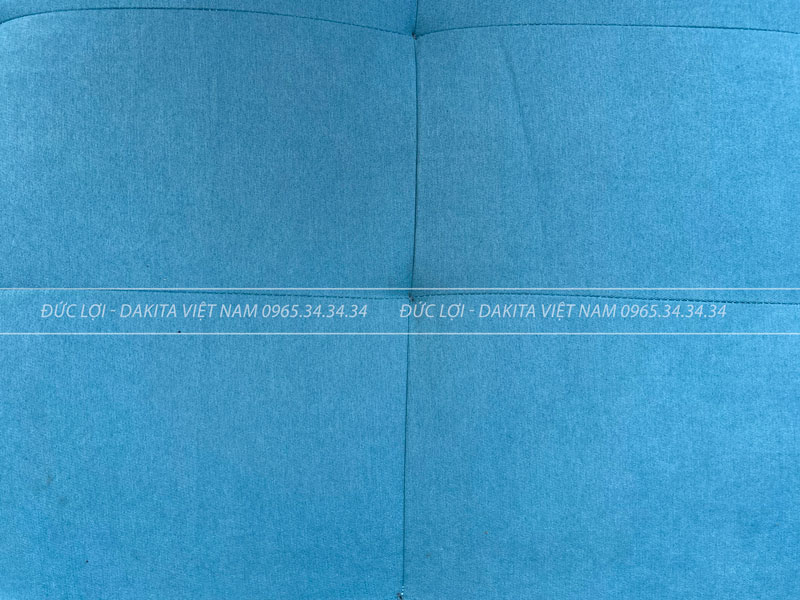 ĐỨC LỢI - DAKITA VIỆT NAM 0965.34.34.34 ĐỨC LỢI - DAKITA VIỆT NAM 0965.34.34.34